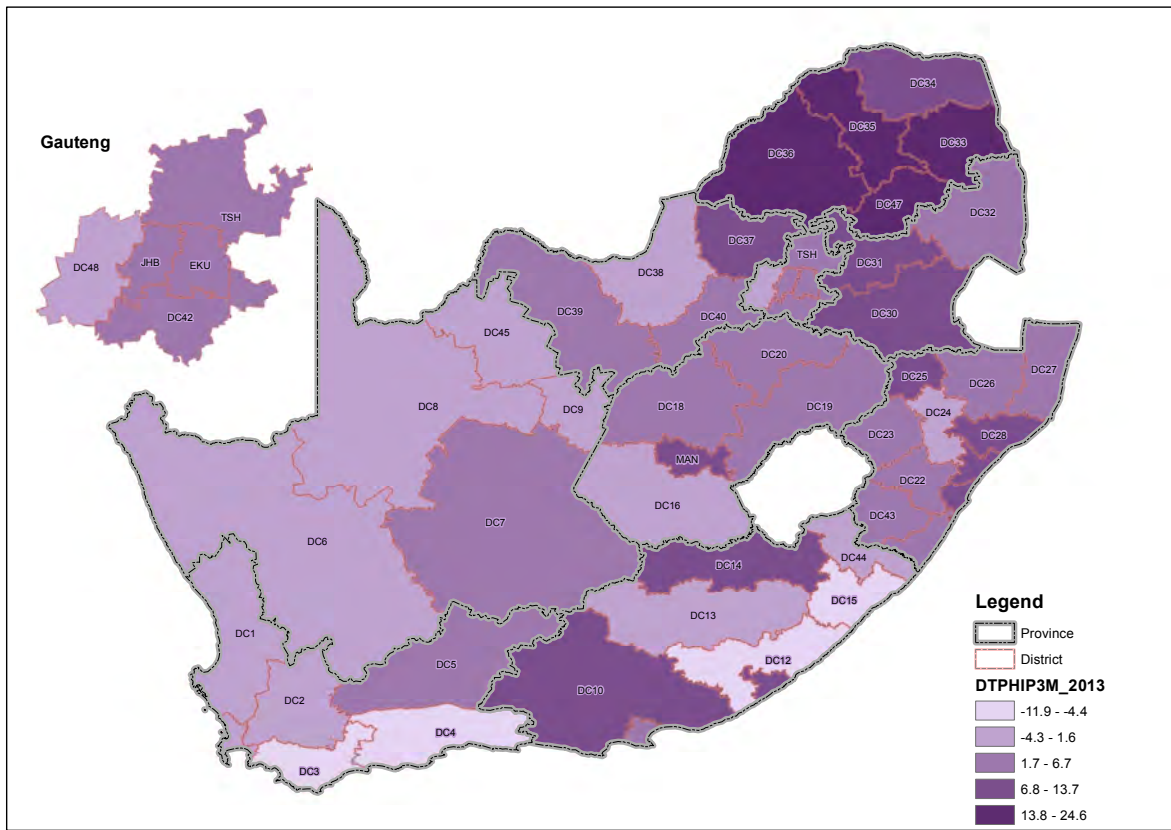 Gauteng
TSH
DC48
JHB
EKU
DC42
DC34
DC35
DC36
DC33
DC47
DC32
DC37
TSH
DC38
DC31
DC39
DC40
DC30
DC45
DC20
DC25
DC26
DC27
DC8
DC9
DC18
DC19
DC24
DC23
DC28
MAN
DC22
DC16
DC43
DC7
DC6
DC44
DC14
DC15
DC13
DC1
DC12
DC5
DC10
DC2
DC4
DC3
Legend
Province
District
DTPHIP3M_2013
-11.9 - -4.4
-4.3 - 1.6
1.7 - 6.7
6.8 - 13.7
13.8 - 24.6